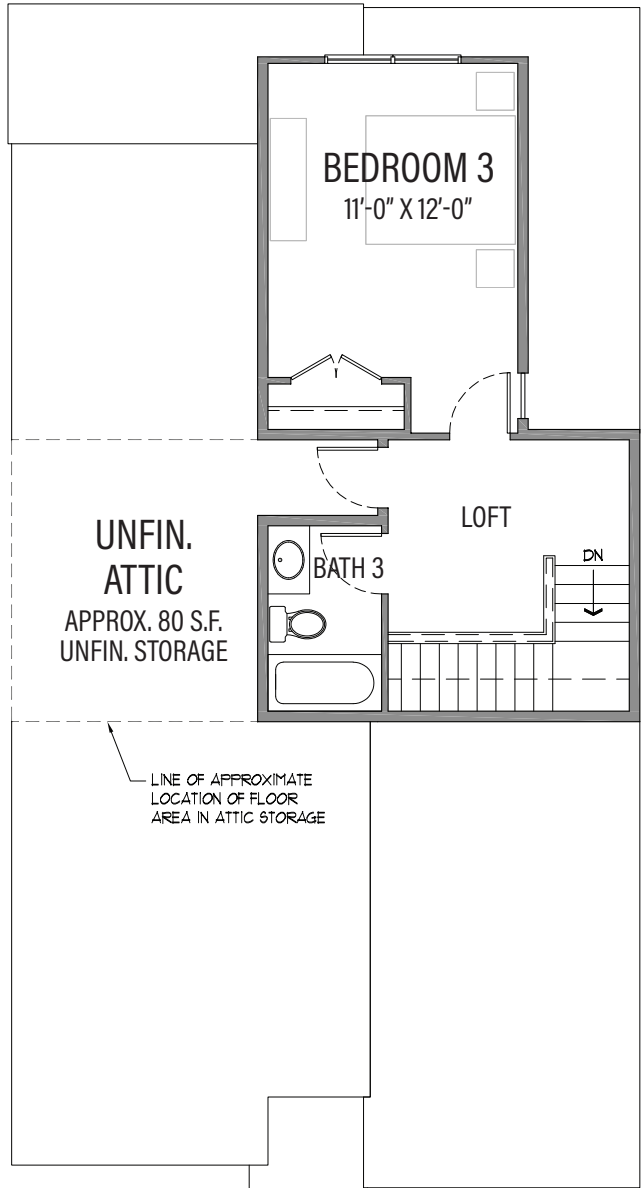 BEDROOM 3
11'-0" X 12'-0"
LOFT
DN
UNFIN.
ATTIC
APPROX. 80 S.F.
UNFIN. STORAGE
BATH 3
LINE OF APPROXIMATE
LOCATION OF FLOOR
AREA IN ATTIC STORAGE